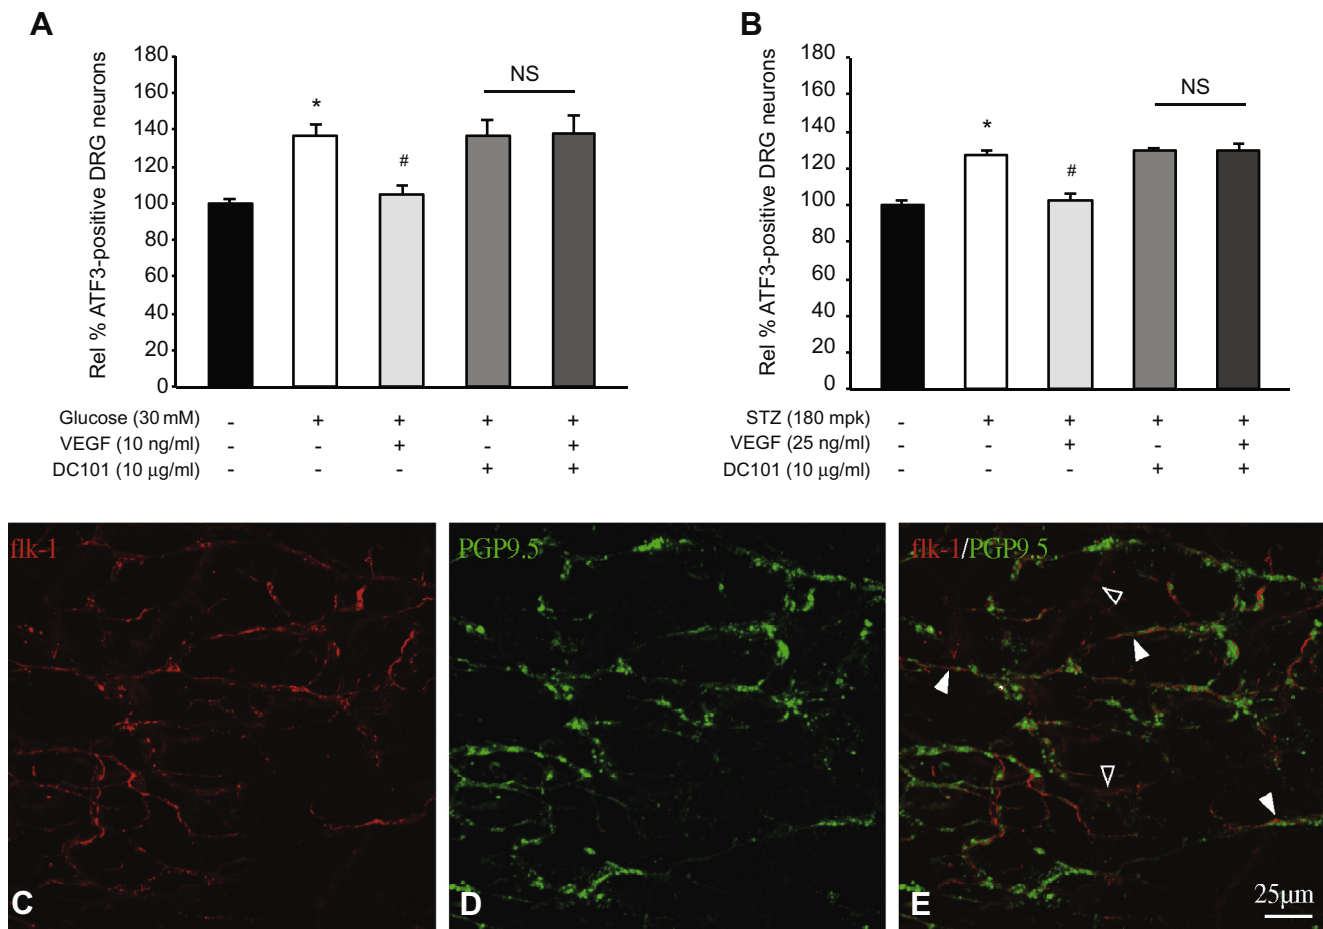 A
Rel % ATF3-positive DRG neurons
180
160
140
120
100
80
60
40
20
0
*
#
NS
Glucose (30 mM) - + + + +
VEGF (10 ng/ml) - - + - +
DC101 (10 µg/ml) - - - + +
B
Rel % ATF3-positive DRG neurons
180
160
140
120
100
80
60
40
20
0
*
#
NS
STZ (180 mpk) - + + + +
VEGF (25 ng/ml) - - + - +
DC101 (10 µg/ml) - - - + +
flk-1
C
PGP9.5
D
flk-1/PGP9.5
E
25µm